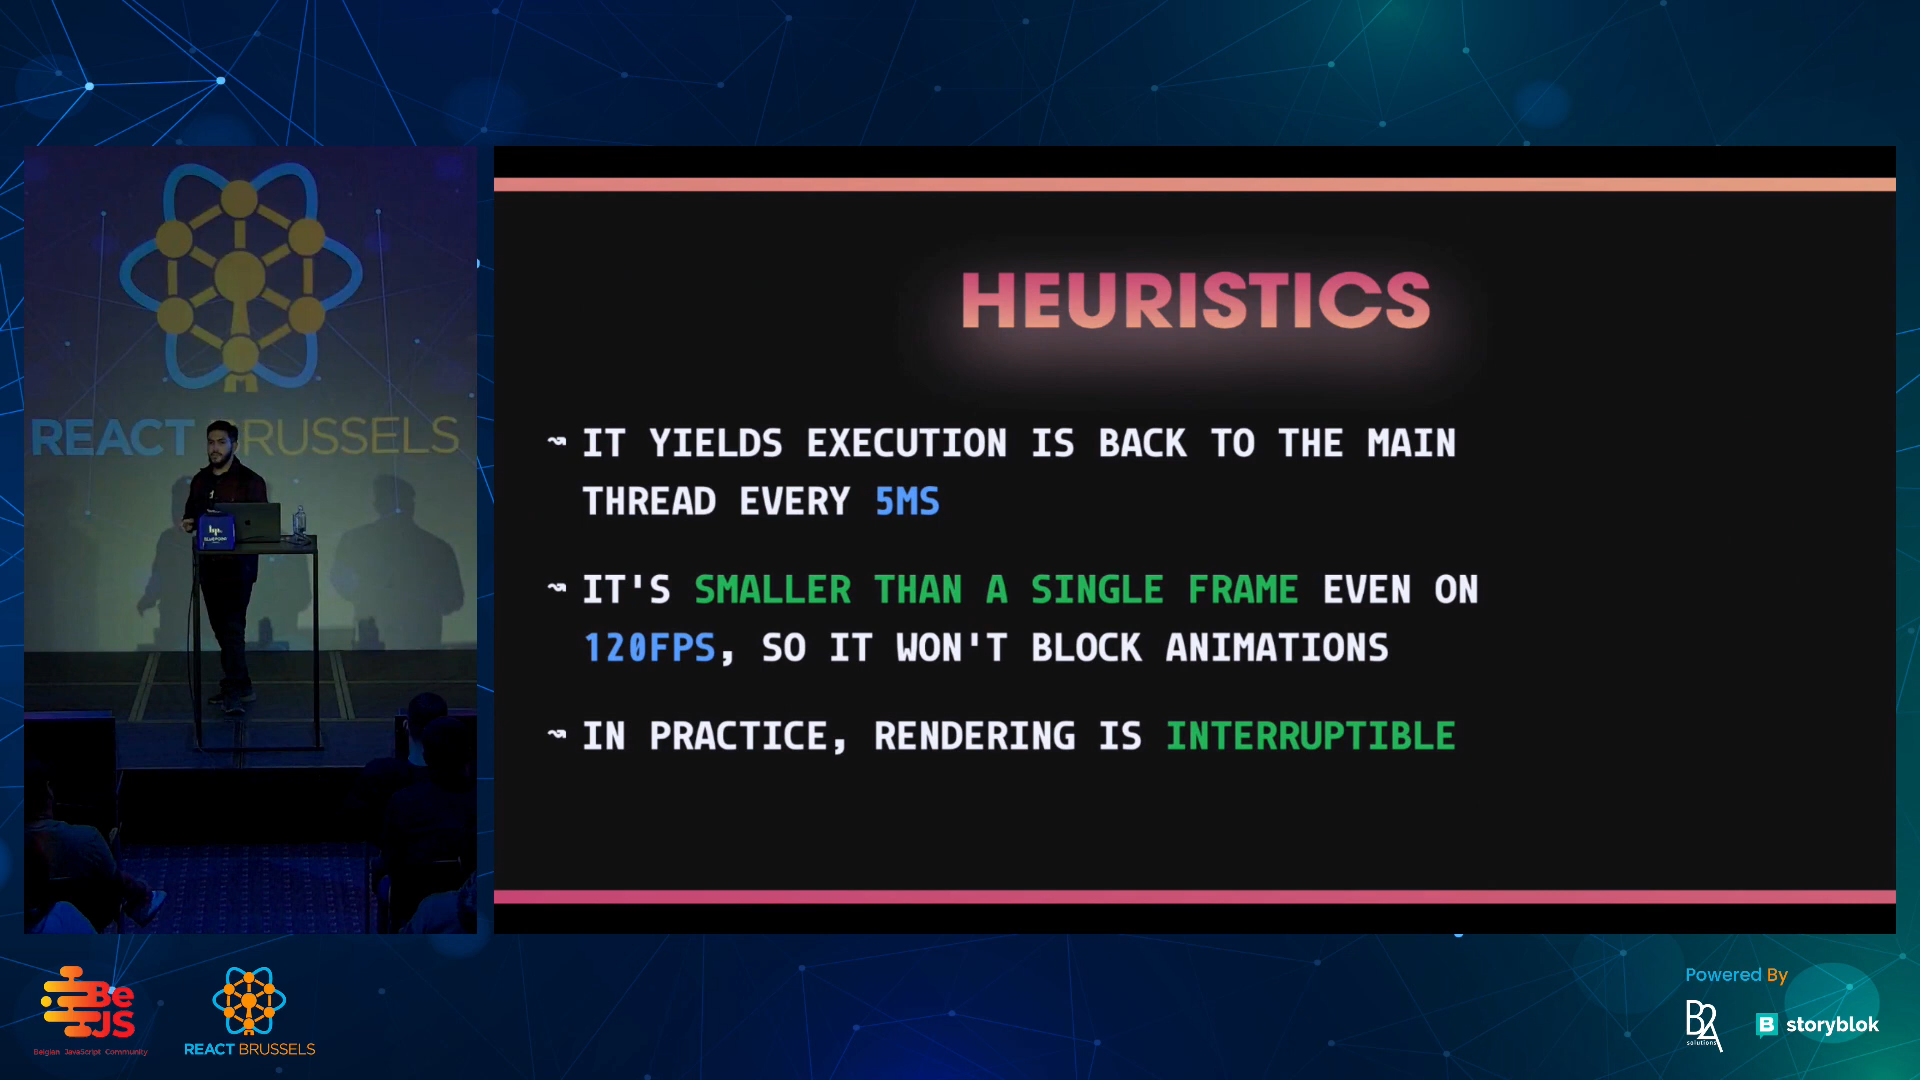 REACT BRUSSELS
HEURISTICS
↝ IT YIELDS EXECUTION IS BACK TO THE MAIN
THREAD EVERY 5MS
↝ IT'S SMALLER THAN A SINGLE FRAME EVEN ON
120FPS, SO IT WON'T BLOCK ANIMATIONS
↝ IN PRACTICE, RENDERING IS INTERRUPTIBLE
Be
JS
Belgian JavaScript Community
REACT BRUSSELS
Powered By
B2A
solutions
B storyblok